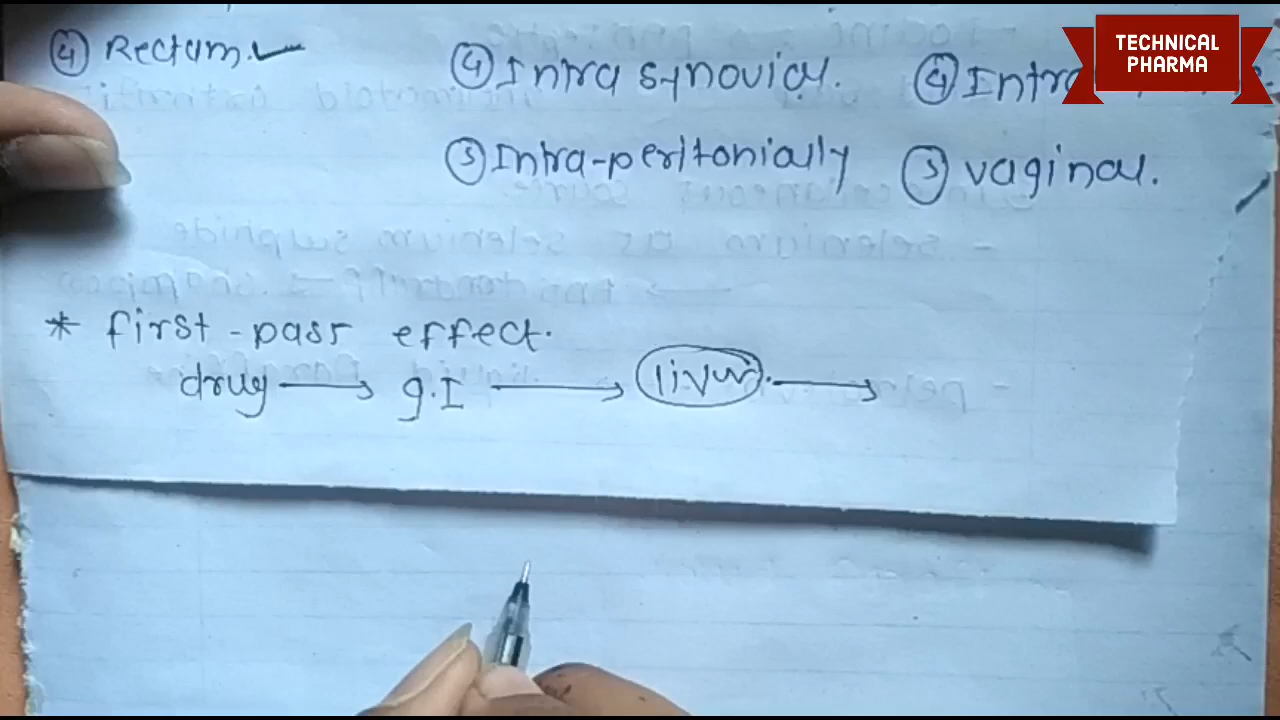 TECHNICAL
PHARMA
④ Rectum.
④ Intra synovial.
④ Intra
⑤ Intra-peritonially
⑤ vaginal.
* first-pass effect.
drug → g.I → liver. →